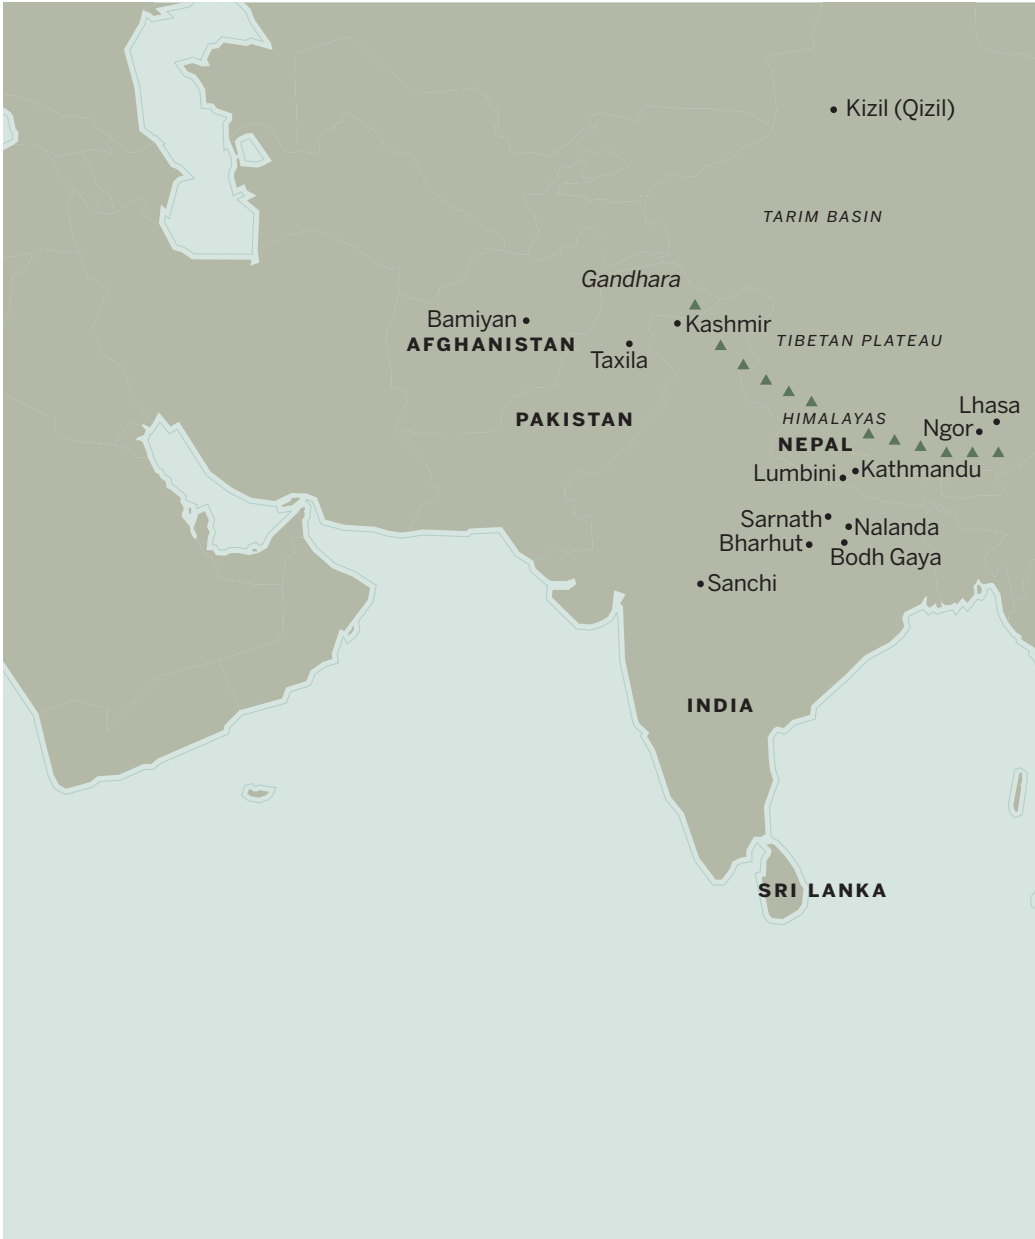 Kizil (Qizil)
TARIM BASIN
Gandhara
Bamiyan
Kashmir
AFGHANISTAN
TIBETAN PLATEAU
Taxila
Lhasa
PAKISTAN
HIMALAYAS
Ngor
NEPAL
Lumbini
Kathmandu
Sarnath
Nalanda
Bharhut
Bodh Gaya
Sanchi
INDIA
SRI LANKA